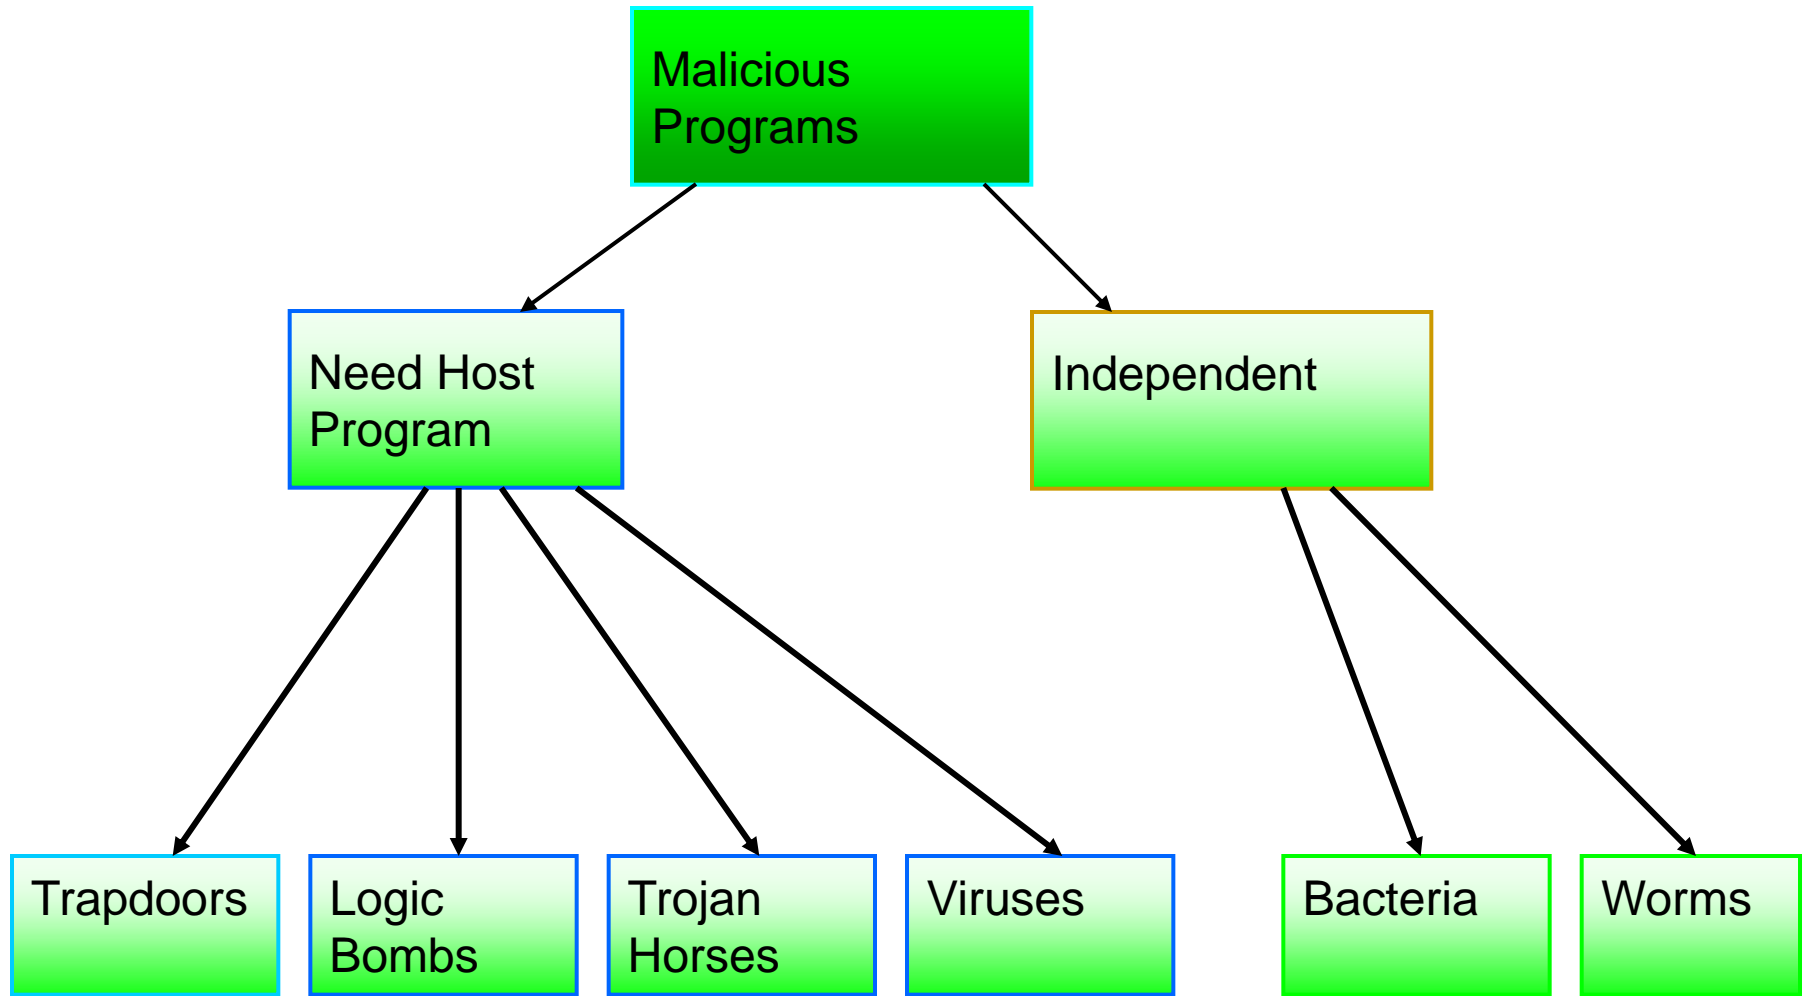 Malicious
Programs
Need Host
Program
Independent
Trapdoors
Logic
Bombs
Trojan
Horses
Viruses
Bacteria
Worms